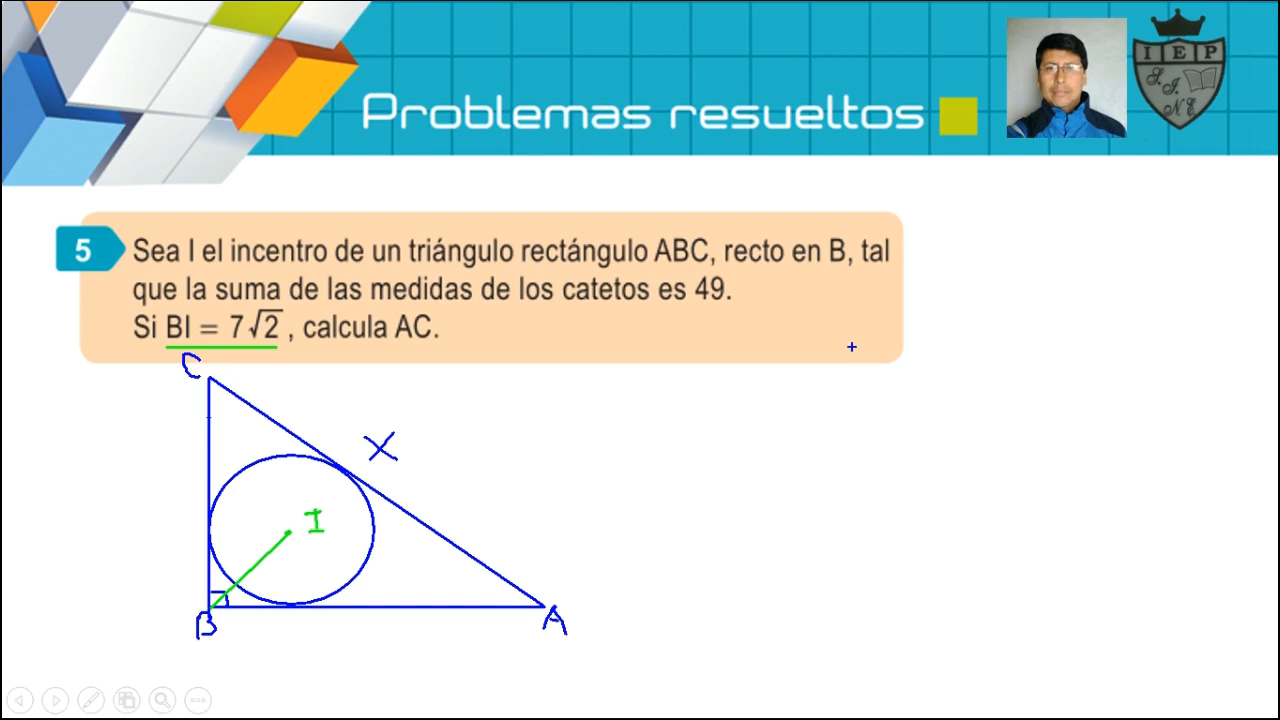 Problemas resueltos
I E P
S. J. N E
5
Sea I el incentro de un triángulo rectángulo ABC, recto en B, tal
que la suma de las medidas de los catetos es 49.
Si BI = 7√2 , calcula AC.
C
X
I
B
A